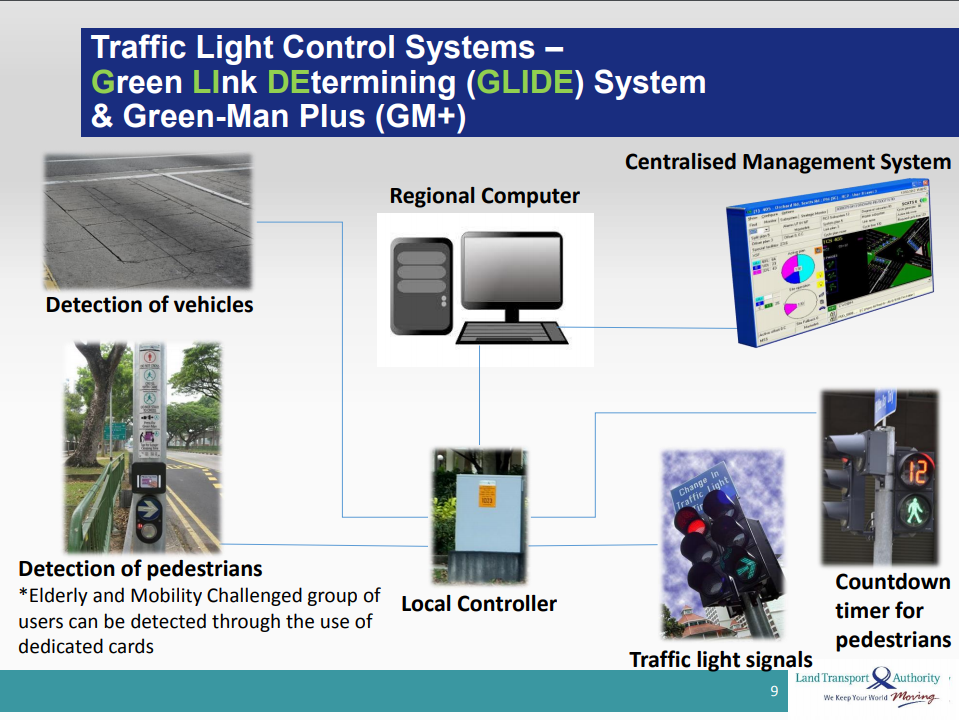 Traffic Light Control Systems –
Green LInk DEtermining (GLIDE) System
& Green-Man Plus (GM+)
Centralised Management System
Regional Computer
Detection of vehicles
12
Change In
Traffic Light
Detection of pedestrians
*Elderly and Mobility Challenged group of
users can be detected through the use of
dedicated cards
Local Controller
Countdown
timer for
pedestrians
Traffic light signals
9
Land Transport Authority
We Keep Your World Moving